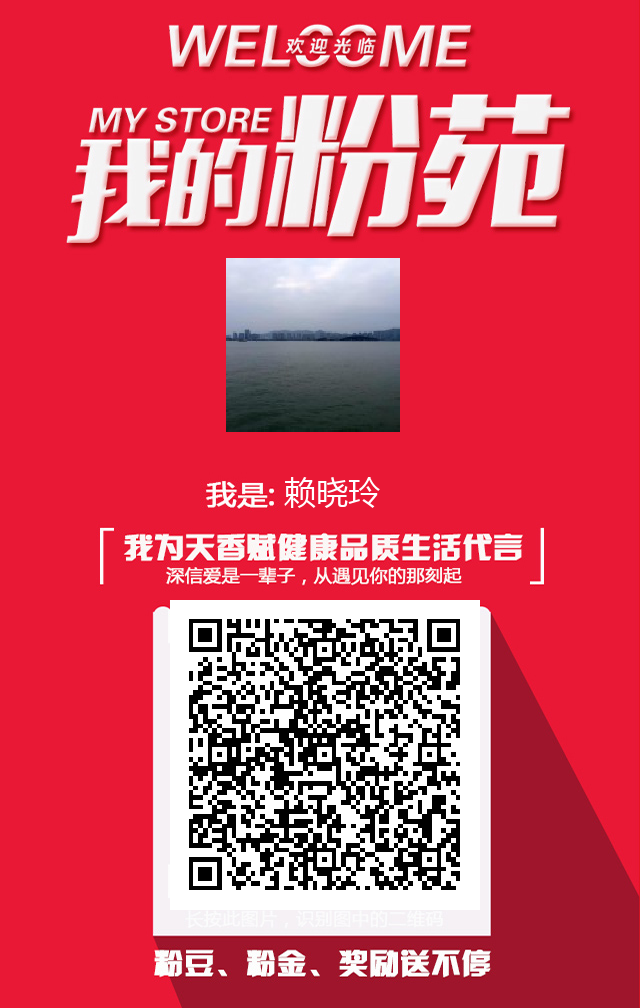 WELCOME
欢迎光临
MY STORE
我的粉苑
我是: 赖晓玲
我为天香赋健康品质生活代言
深信爱是一辈子，从遇见你的那刻起
长按此图片，识别图中的二维码
粉豆、粉金、奖励送不停